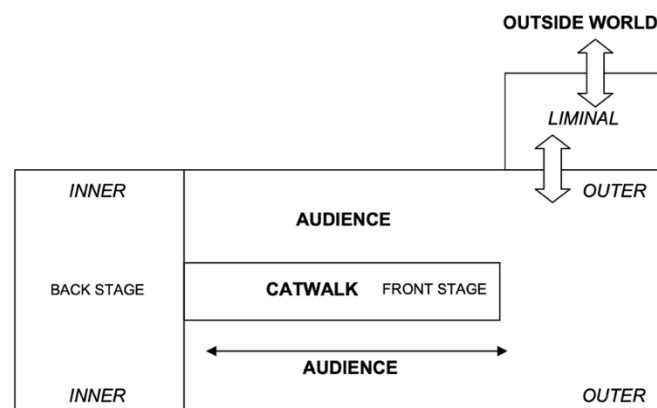 OUTSIDE WORLD
LIMINAL
INNER OUTER
AUDIENCE
BACK STAGE CATWALK FRONT STAGE
AUDIENCE
INNER OUTER